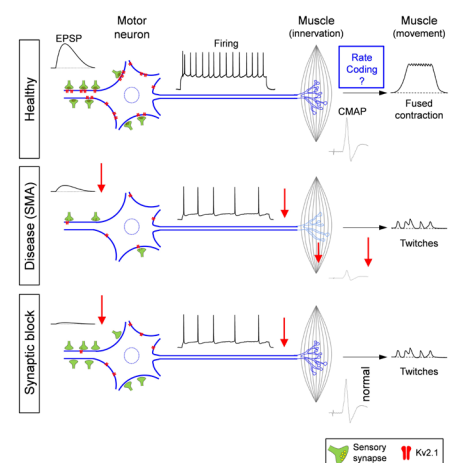 Motor
neuron
Muscle
(innervation)
Muscle
(movement)
Healthy
EPSP
Firing
Rate
Coding
?
CMAP
Fused
contraction
Disease (SMA)
Twitches
Synaptic block
normal
Twitches
Sensory
synapse
Kv2.1